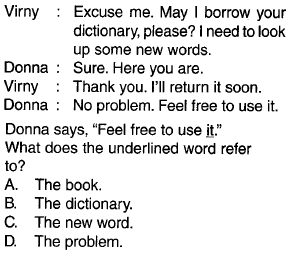 Virny : Excuse me. May I borrow your
dictionary, please? I need to look
up some new words.
Donna : Sure. Here you are.
Virny : Thank you. I'll return it soon.
Donna : No problem. Feel free to use it.
Donna says, “Feel free to use it.”
What does the underlined word refer
to?
A. The book.
B. The dictionary.
C. The new word.
D. The problem.